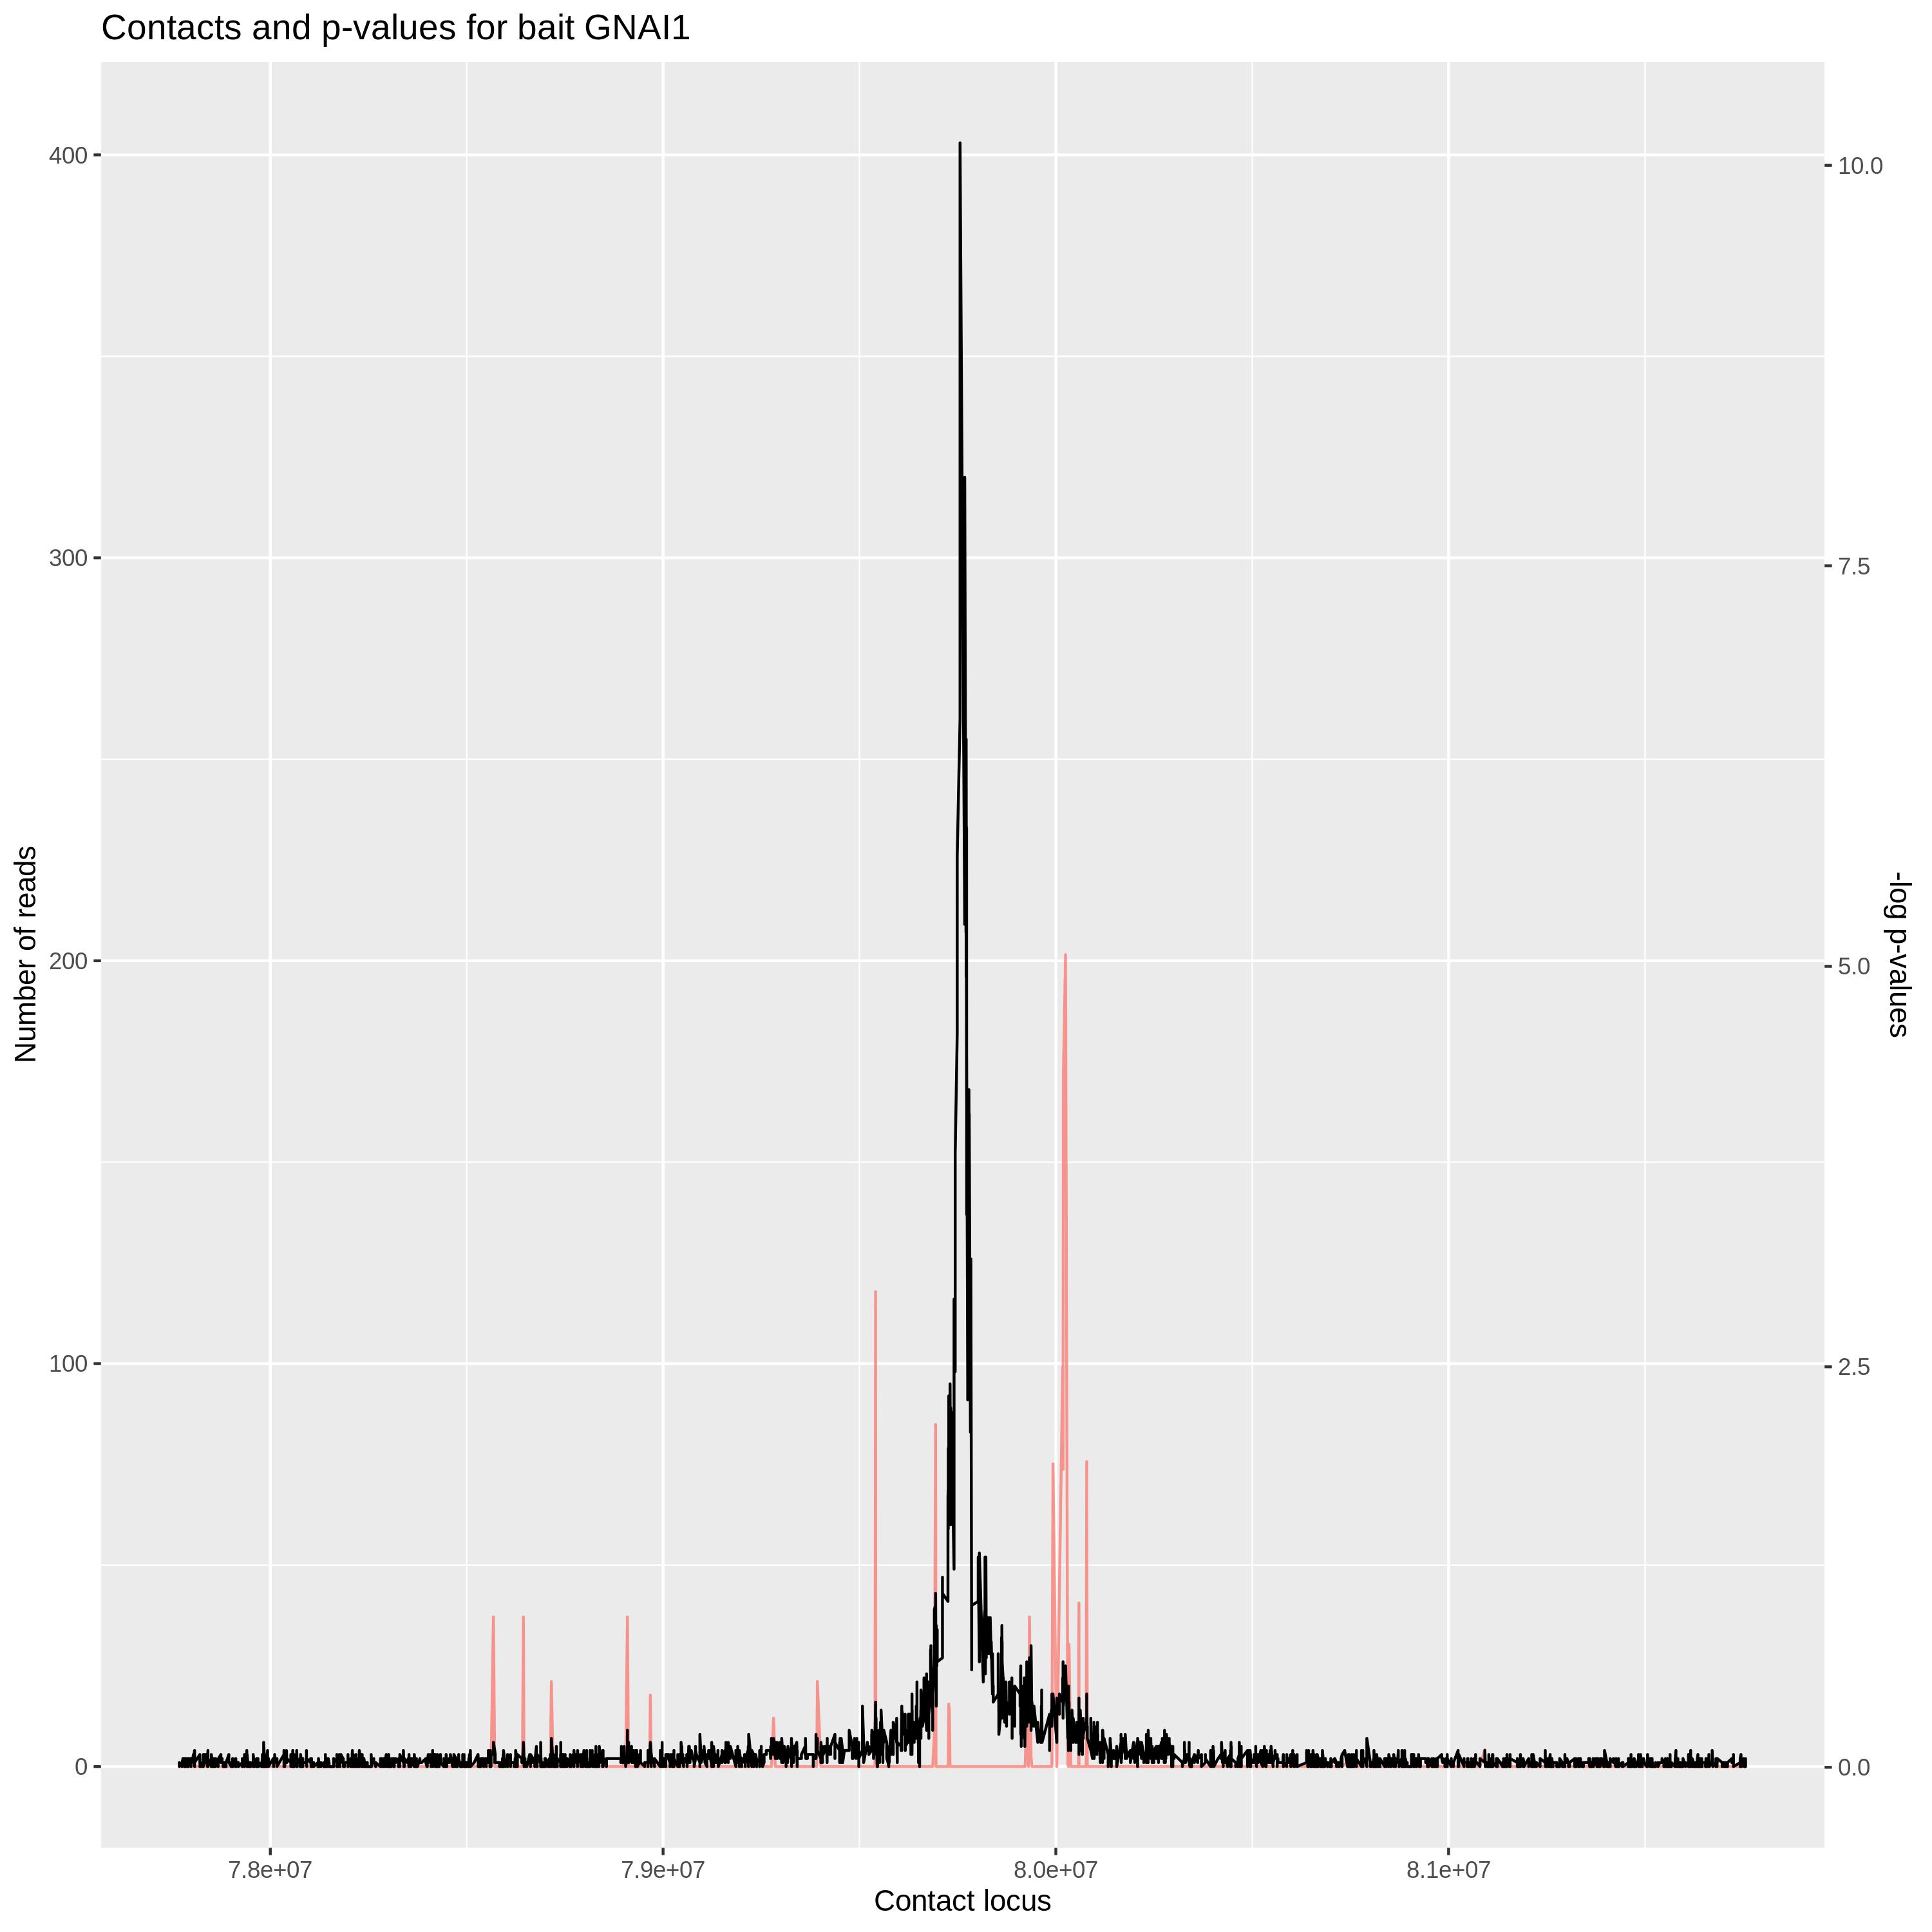 Contacts and p-values for bait GNAI1
400
300
200
100
0
Number of reads
10.0
7.5
5.0
2.5
0.0
-log p-values
7.8e+07 7.9e+07 8.0e+07 8.1e+07
Contact locus